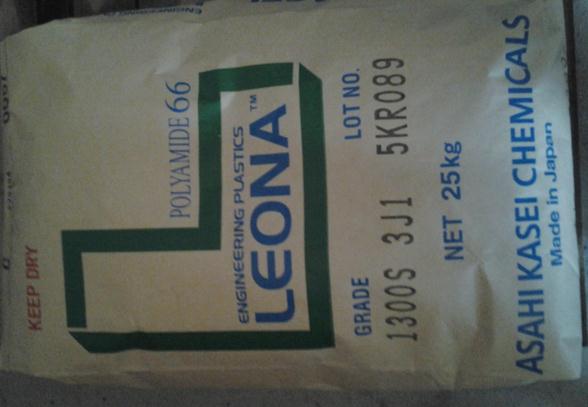 KEEP DRY
POLYAMIDE 66
ENGINEERING PLASTICS
LEONA™
GRADE LOT NO.
1300S 3J1 5KR089
NET 25kg
ASAHI KASEI CHEMICALS
Made in Japan